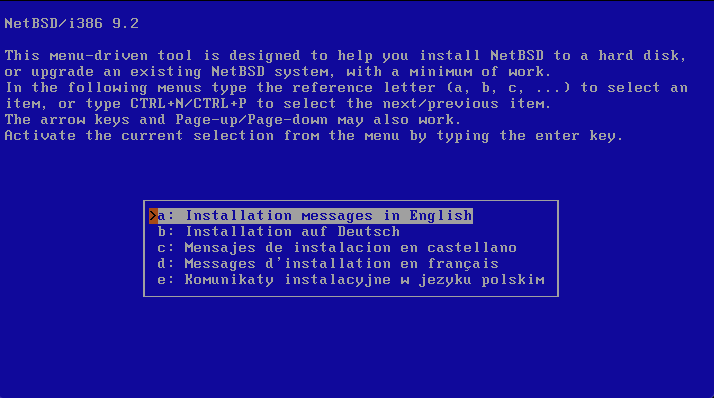 NetBSD/i386 9.2
This menu-driven tool is designed to help you install NetBSD to a hard disk,
or upgrade an existing NetBSD system, with a minimum of work.
In the following menus type the reference letter (a, b, c, ...) to select an
item, or type CTRL+N/CTRL+P to select the next/previous item.
The arrow keys and Page-up/Page-down may also work.
Activate the current selection from the menu by typing the enter key.
>a: Installation messages in English
b: Installation auf Deutsch
c: Mensajes de instalacion en castellano
d: Messages d'installation en français
e: Komunikaty instalacyjne w jezyku polskim